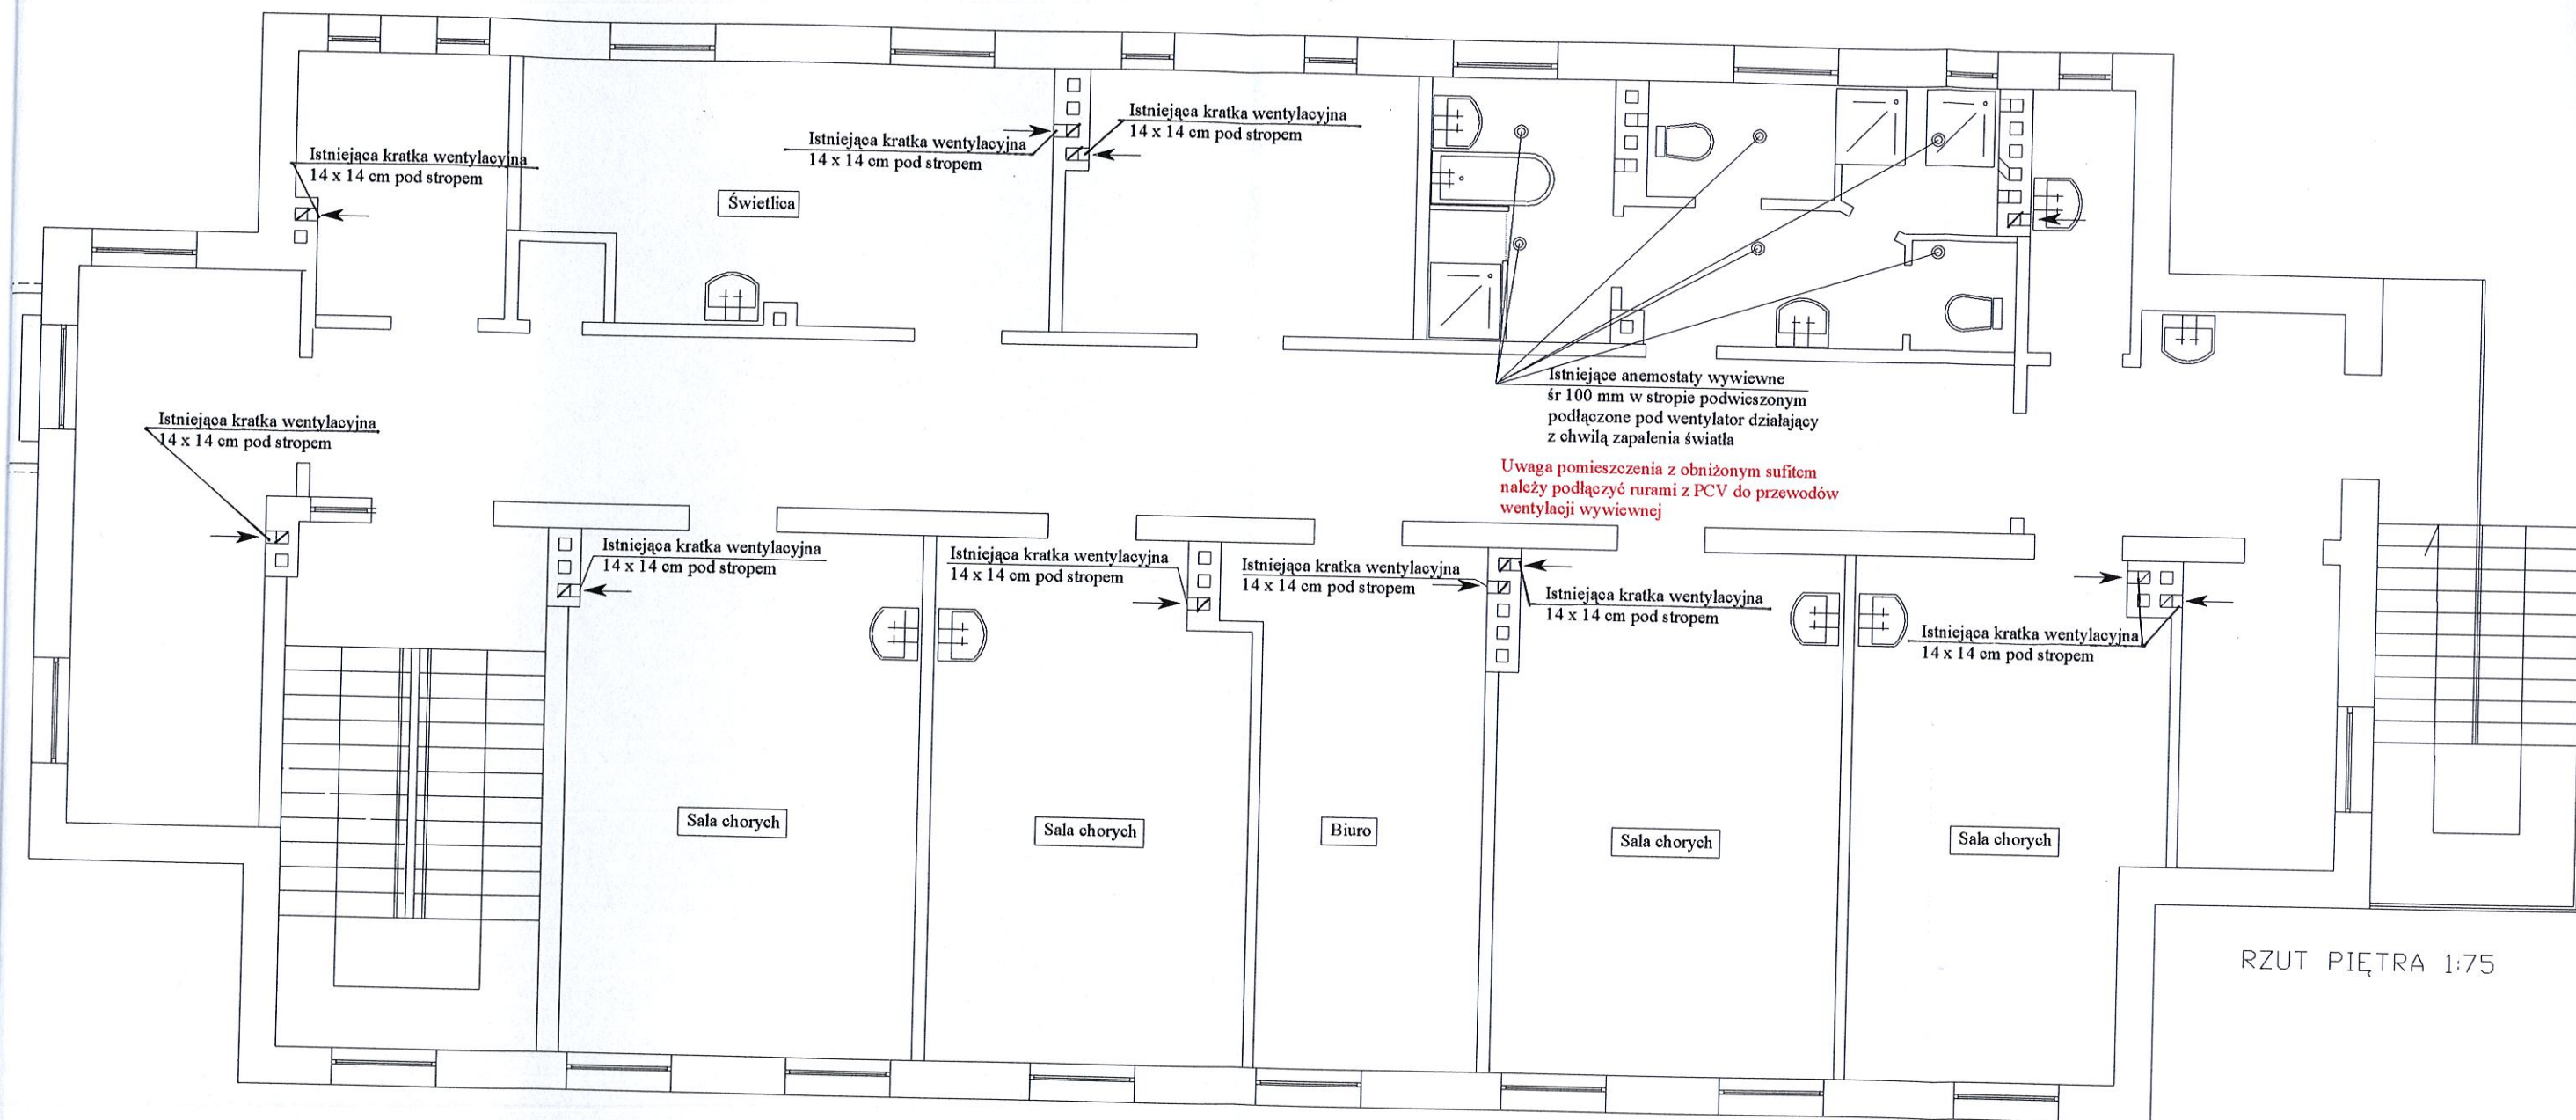 Istniejąca kratka wentylacyjna
14 x 14 cm pod stropem
Istniejąca kratka wentylacyjna
14 x 14 cm pod stropem
Istniejąca kratka wentylacyjna
14 x 14 cm pod stropem
Świetlica
Istniejące anemostaty wywiewne
śr 100 mm w stropie podwieszonym
podłączone pod wentylator działający
z chwilą zapalenia światła
Uwaga pomieszczenia z obniżonym sufitem
należy podłączyć rurami z PCV do przewodów
wentylacji wywiewnej
Istniejąca kratka wentylacyjna
14 x 14 cm pod stropem
Istniejąca kratka wentylacyjna
14 x 14 cm pod stropem
Istniejąca kratka wentylacyjna
14 x 14 cm pod stropem
Istniejąca kratka wentylacyjna
14 x 14 cm pod stropem
Istniejąca kratka wentylacyjna
14 x 14 cm pod stropem
Istniejąca kratka wentylacyjna
14 x 14 cm pod stropem
Sala chorych
Sala chorych
Biuro
Sala chorych
Sala chorych
RZUT PIĘTRA 1:75